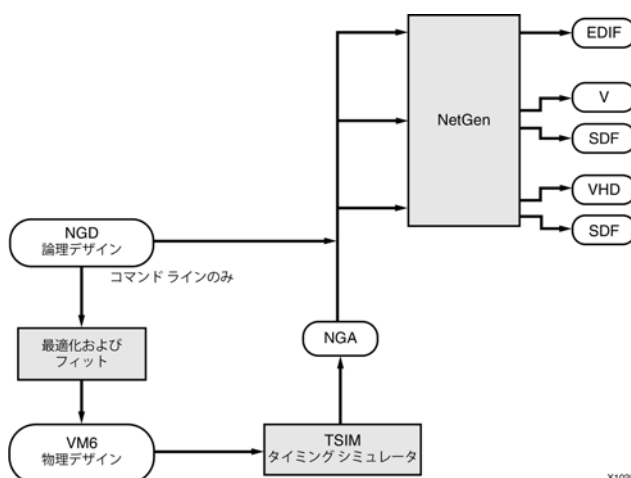 EDIF
V
NetGen
SDF
VHD
SDF
NGD
論理デザイン
コマンド ラインのみ
最適化および
フィット
NGA
VM6
物理デザイン
TSIM
タイミング シミュレータ